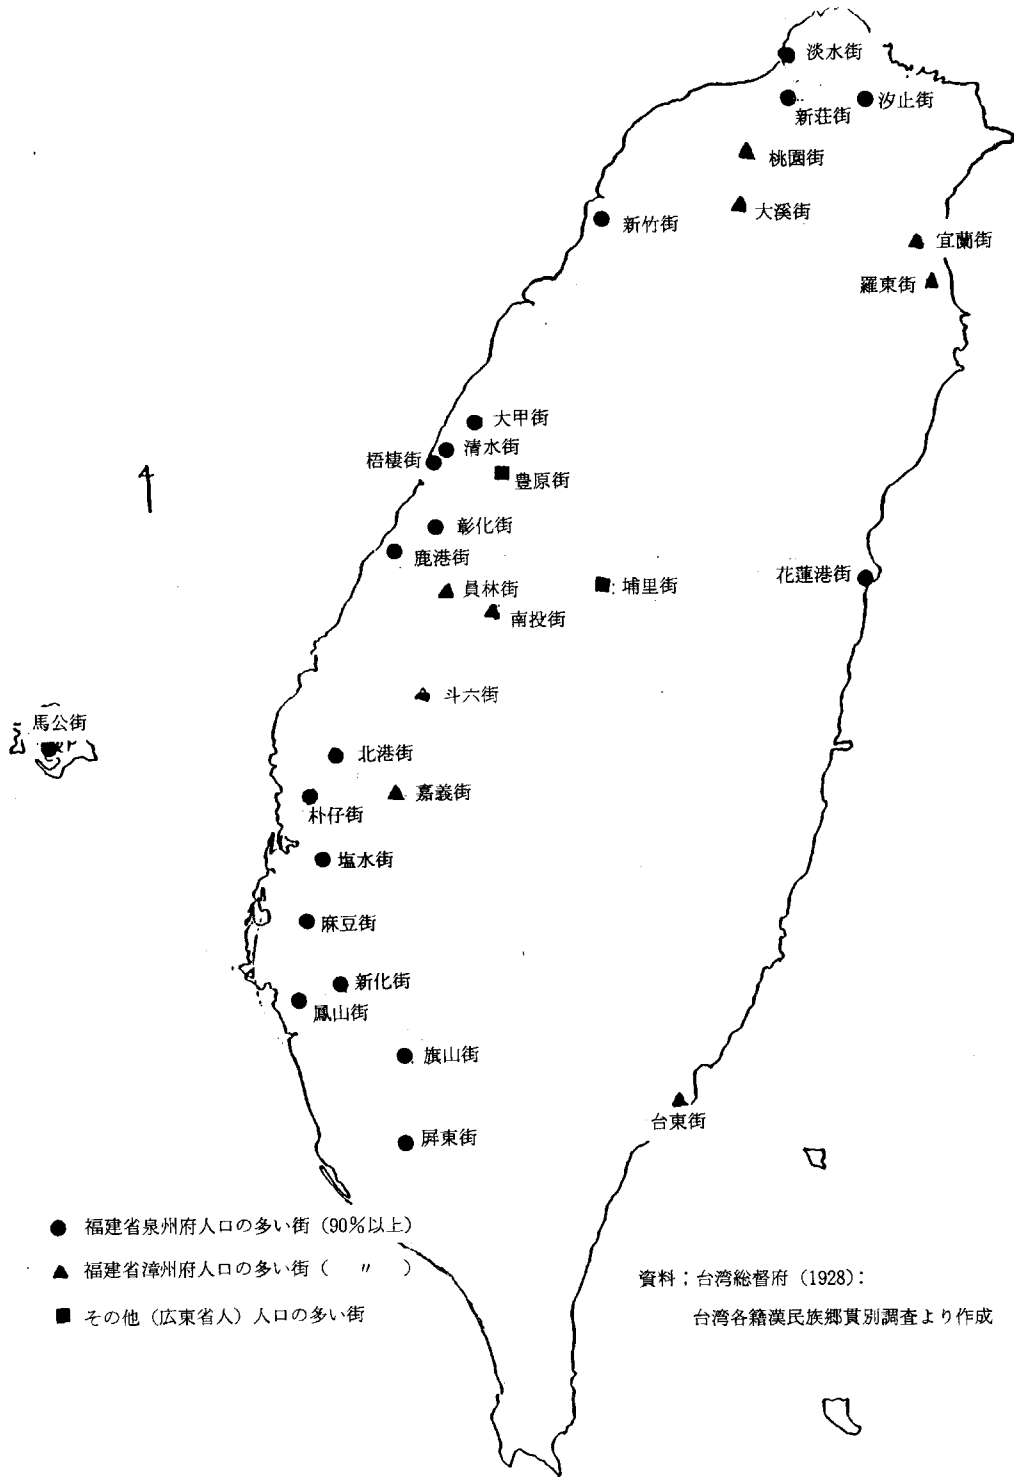 淡水街
新荘街
汐止街
桃園街
大溪街
新竹街
宜蘭街
羅東街
大甲街
清水街
梧棲街
豊原街
彰化街
鹿港街
員林街
埔里街
花蓮港街
南投街
斗六街
馬公街
北港街
嘉義街
朴仔街
塩水街
麻豆街
新化街
鳳山街
旗山街
台東街
屏東街
● 福建省泉州府人口の多い街（90％以上）
▲ 福建省漳州府人口の多い街（　〃　）
■ その他（広東省人）人口の多い街
資料；台湾総督府（1928）：
台湾各籍漢民族郷貫別調査より作成